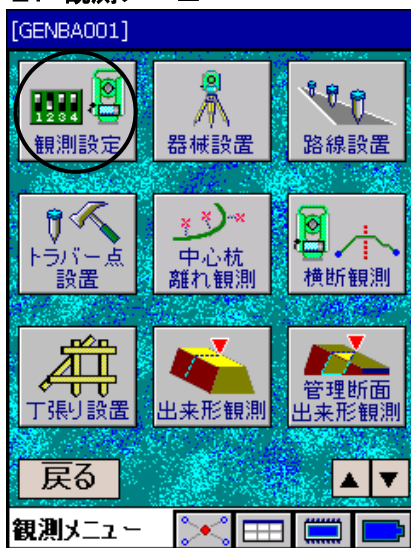 [GENBA001]
1234
観測設定
器械設置
路線設置
トラバー点
設置
中心杭
離れ観測
横断観測
丁張り設置
出来形観測
管理断面
出来形観測
戻る
▲ ▼
観測メニュー